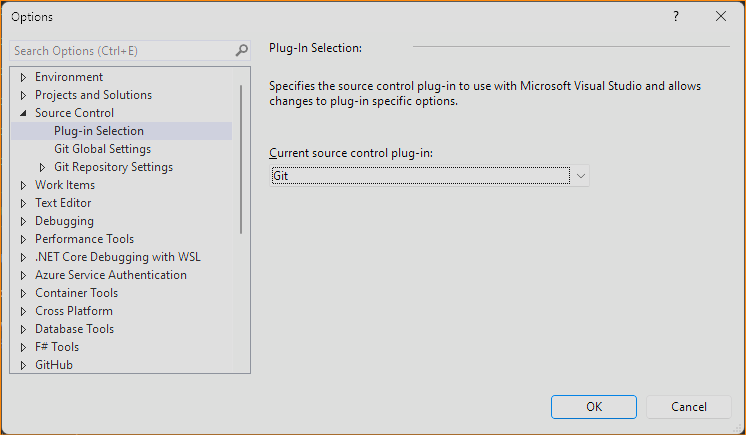 Options
?
Search Options (Ctrl+E)
Environment
Projects and Solutions
Source Control
Plug-in Selection
Git Global Settings
Git Repository Settings
Work Items
Text Editor
Debugging
Performance Tools
.NET Core Debugging with WSL
Azure Service Authentication
Container Tools
Cross Platform
Database Tools
F# Tools
GitHub
Plug-In Selection:
Specifies the source control plug-in to use with Microsoft Visual Studio and allows
changes to plug-in specific options.
Current source control plug-in:
Git
OK
Cancel